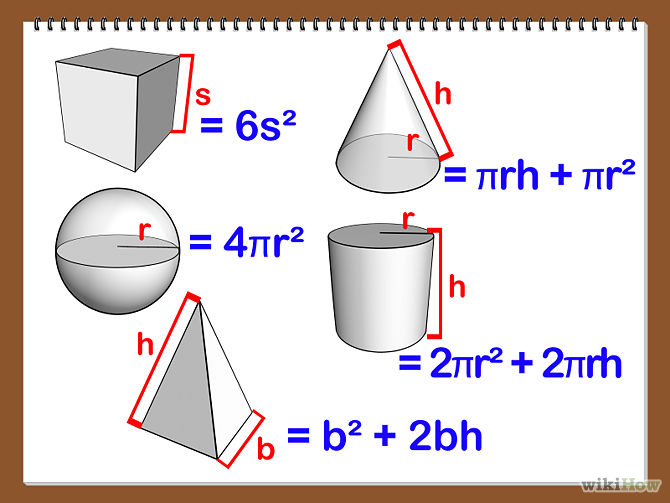 s
= 6s²
h
r
= πrh + πr²
r
= 4πr²
r
h
= 2πr² + 2πrh
h
b
= b² + 2bh
wikiHow